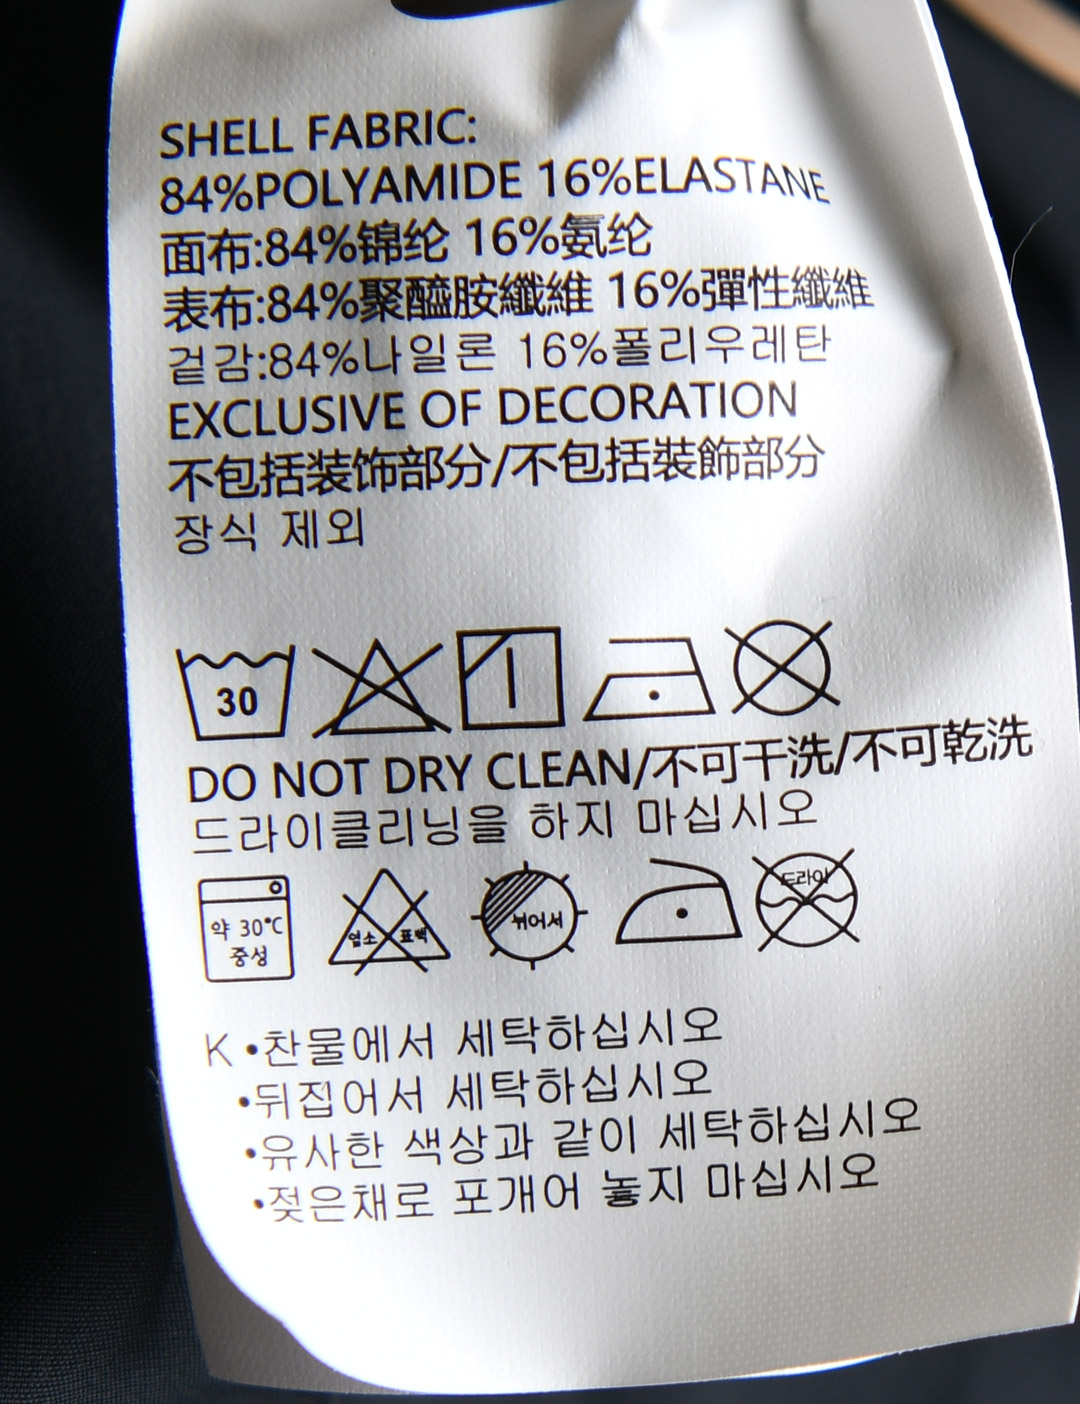 SHELL FABRIC:
84%POLYAMIDE 16%ELASTANE
面布:84%锦纶 16%氨纶
表布:84%聚醯胺纖維 16%彈性纖維
겉감:84%나일론 16%폴리우레탄
EXCLUSIVE OF DECORATION
不包括装饰部分/不包括裝飾部分
장식 제외
30
DO NOT DRY CLEAN/不可干洗/不可乾洗
드라이클리닝을 하지 마십시오
약 30°C
중성
염소 표백
뉘어서
드라이
K •찬물에서 세탁하십시오
•뒤집어서 세탁하십시오
•유사한 색상과 같이 세탁하십시오
•젖은채로 포개어 놓지 마십시오